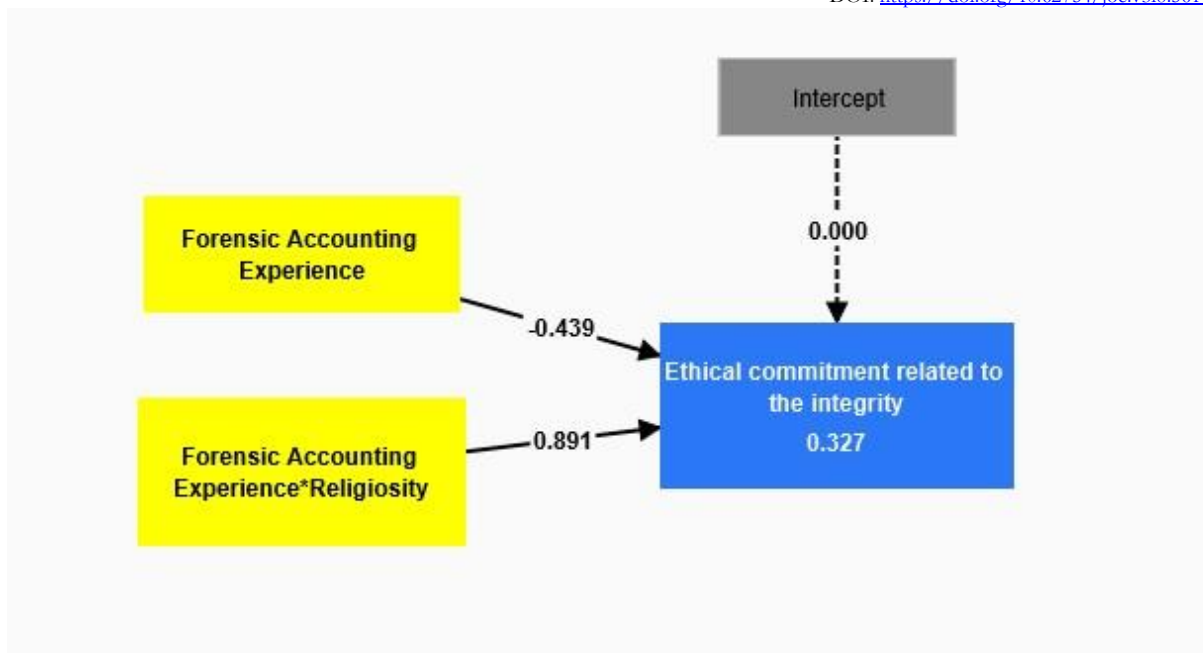 Intercept
Forensic Accounting
Experience
0.000
-0.439
Ethical commitment related to
the integrity
0.327
0.891
Forensic Accounting
Experience*Religiosity